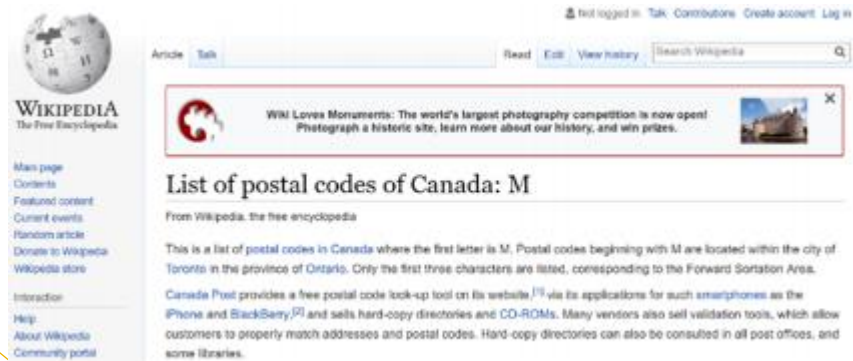 Not logged in Talk Contributions Create account Log in
Article Talk Read Edit View history Search Wikipedia
WIKIPEDIA
The Free Encyclopedia
Wiki Loves Monuments: The world's largest photography competition is now open!
Photograph a historic site, learn more about our history, and win prizes.
Main page
Contents
Featured content
Current events
Random article
Donate to Wikipedia
Wikipedia store
Interaction
Help
About Wikipedia
Community portal
List of postal codes of Canada: M
From Wikipedia, the free encyclopedia
This is a list of postal codes in Canada where the first letter is M. Postal codes beginning with M are located within the city of
Toronto in the province of Ontario. Only the first three characters are listed, corresponding to the Forward Sortation Area.
Canada Post provides a free postal code look-up tool on its website,[1] via its applications for such smartphones as the
iPhone and BlackBerry,[2] and sells hard-copy directories and CD-ROMs. Many vendors also sell validation tools, which allow
customers to properly match addresses and postal codes. Hard-copy directories can also be consulted in all post offices, and
some libraries.